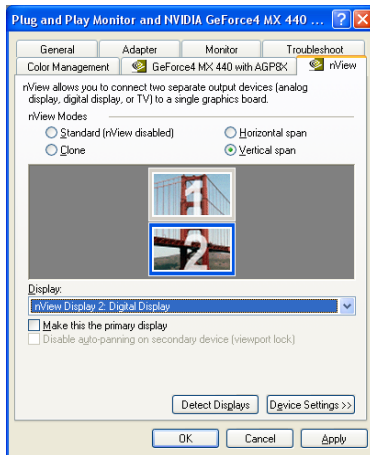 Plug and Play Monitor and NVIDIA GeForce4 MX 440 ...
General Adapter Monitor Troubleshoot
Color Management GeForce4 MX 440 with AGP8X nView
nView allows you to connect two separate output devices (analog
display, digital display, or TV) to a single graphics board.
nView Modes
Standard (nView disabled) Horizontal span
Clone Vertical span
1
2
Display:
nView Display 2: Digital Display
Make this the primary display
Disable auto-panning on secondary device (viewport lock)
Detect Displays Device Settings >>
OK Cancel Apply